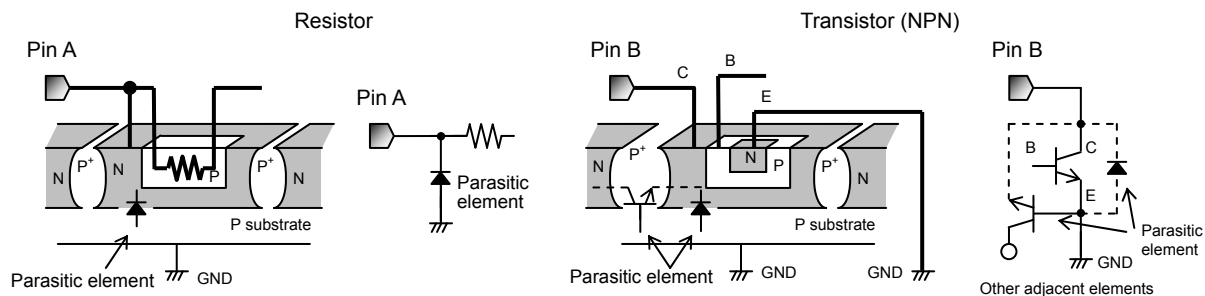 Resistor
Pin A
N
P+
N
P
P+
N
P substrate
Parasitic element
GND
Pin A
Parasitic
element
Transistor (NPN)
Pin B
C
B
E
N
P+
N
P
P+
N
P substrate
Parasitic element
GND
GND
Pin B
B
C
E
Parasitic
element
GND
Other adjacent elements